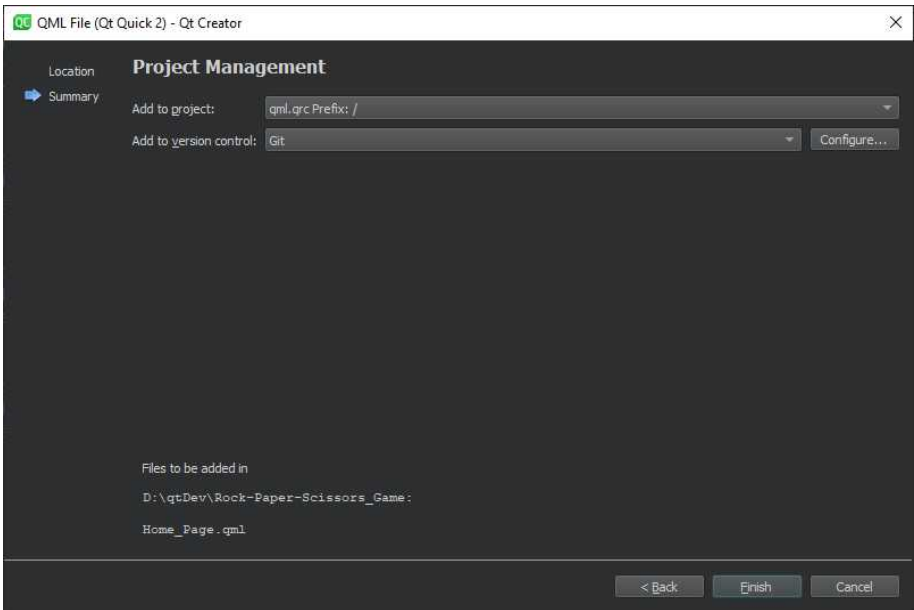 QC QML File (Qt Quick 2) - Qt Creator
Location
Summary
Project Management
Add to project: qml.qrc Prefix: /
Add to version control: Git Configure...
Files to be added in
D:\qtDev\Rock-Paper-Scissors_Game:
Home_Page.qml
< Back Finish Cancel